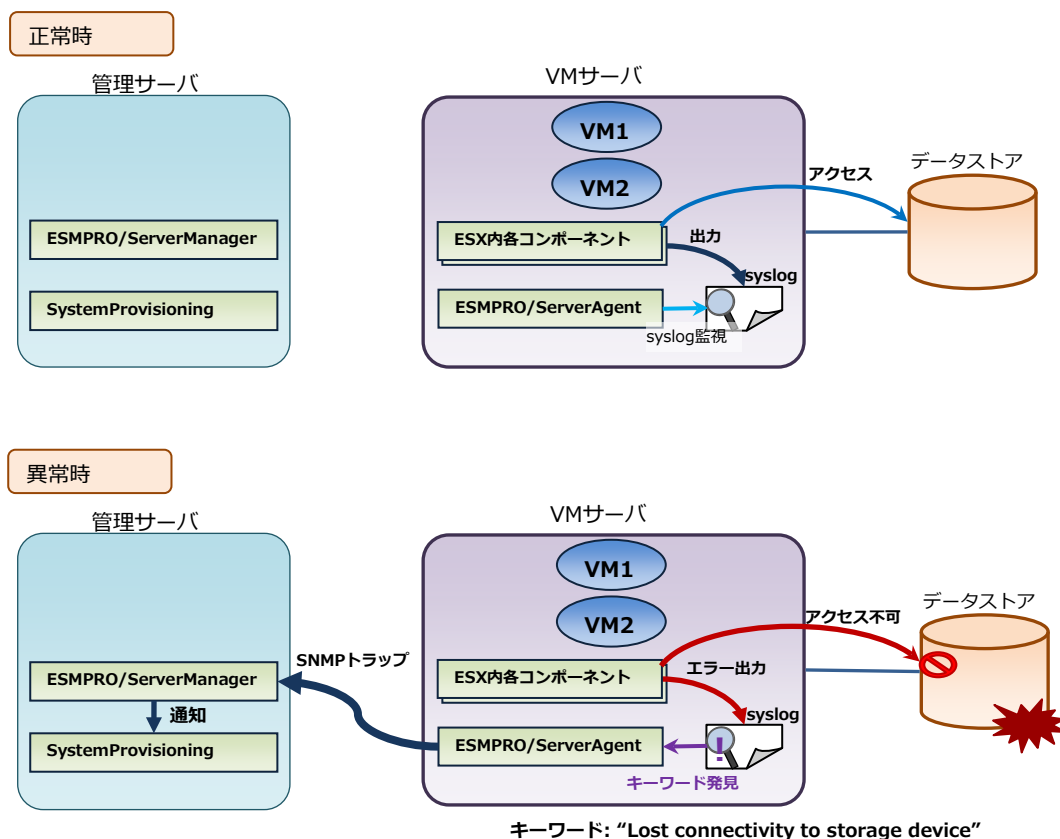 正常時
管理サーバ
VMサーバ
VM1
VM2
データストア
アクセス
ESMPRO/ServerManager
ESX内各コンポーネント
出力
syslog
SystemProvisioning
ESMPRO/ServerAgent
syslog監視
異常時
管理サーバ
VMサーバ
VM1
VM2
データストア
アクセス不可
SNMPトラップ
ESMPRO/ServerManager
ESX内各コンポーネント
エラー出力
通知
syslog
SystemProvisioning
ESMPRO/ServerAgent
!
キーワード発見
キーワード: “Lost connectivity to storage device”